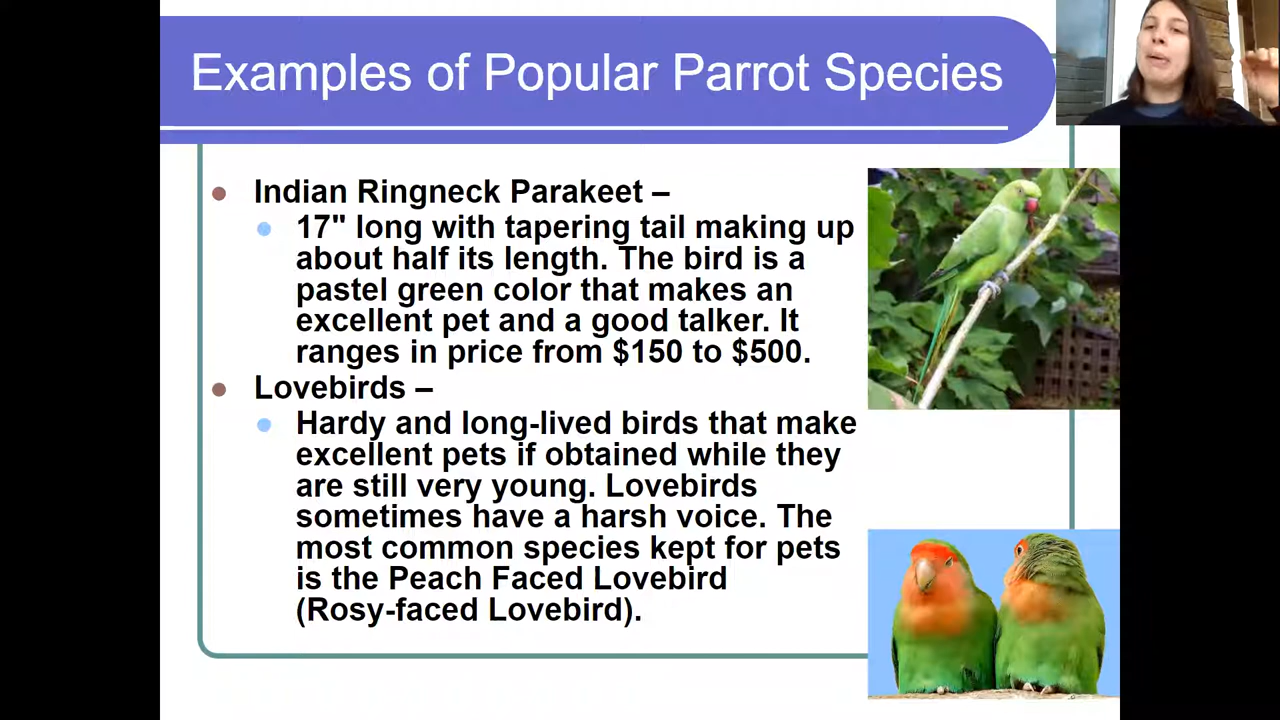 Examples of Popular Parrot Species
Indian Ringneck Parakeet –
17" long with tapering tail making up
about half its length. The bird is a
pastel green color that makes an
excellent pet and a good talker. It
ranges in price from $150 to $500.
Lovebirds –
Hardy and long-lived birds that make
excellent pets if obtained while they
are still very young. Lovebirds
sometimes have a harsh voice. The
most common species kept for pets
is the Peach Faced Lovebird
(Rosy-faced Lovebird).